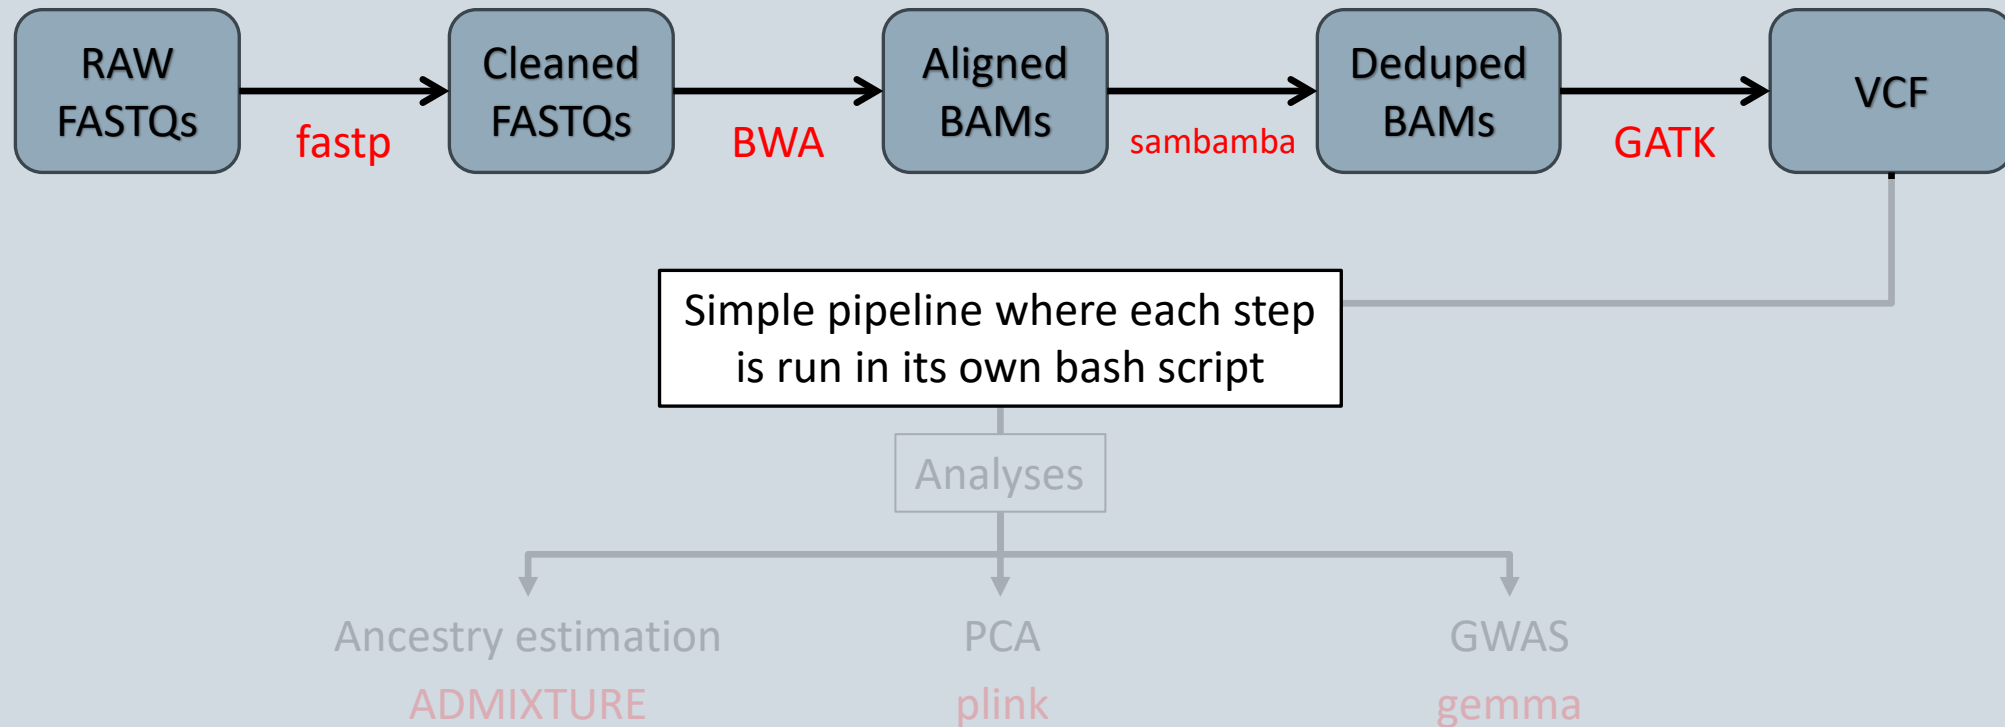 RAW
FASTQs
fastp
Cleaned
FASTQs
BWA
Aligned
BAMs
sambamba
Deduped
BAMs
GATK
VCF
Simple pipeline where each step
is run in its own bash script
Analyses
Ancestry estimation
ADMIXTURE
PCA
plink
GWAS
gemma